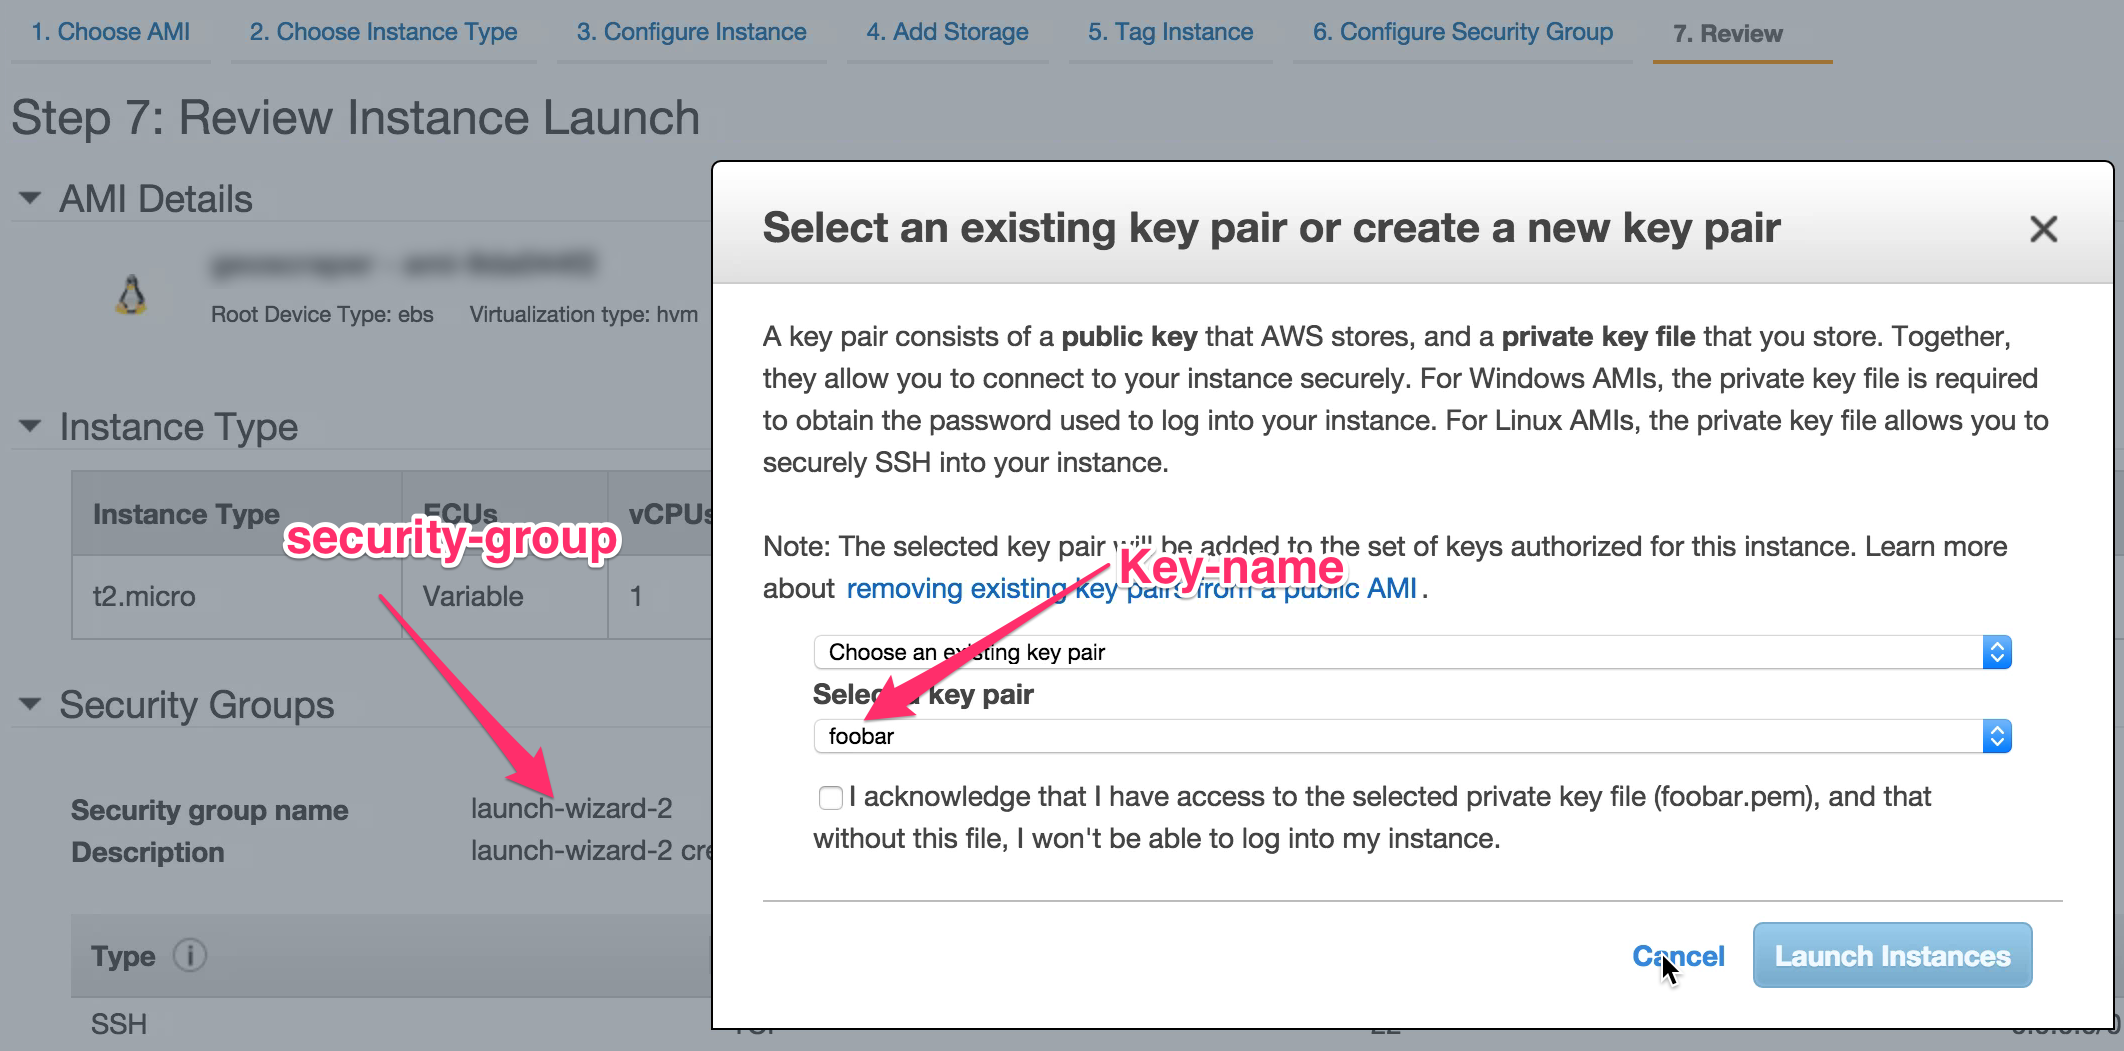 1. Choose AMI 2. Choose Instance Type 3. Configure Instance 4. Add Storage 5. Tag Instance 6. Configure Security Group 7. Review
Step 7: Review Instance Launch
AMI Details
Root Device Type: ebs Virtualization type: hvm
Instance Type
Instance Type ECUs vCPUs
security-group
t2.micro Variable 1
Security Groups
Security group name launch-wizard-2
Description launch-wizard-2
Type i
SSH
Select an existing key pair or create a new key pair
A key pair consists of a public key that AWS stores, and a private key file that you store. Together,
they allow you to connect to your instance securely. For Windows AMIs, the private key file is required
to obtain the password used to log into your instance. For Linux AMIs, the private key file allows you to
securely SSH into your instance.
Note: The selected key pair will be added to the set of keys authorized for this instance. Learn more
about removing existing key pairs from a public AMI.
Key-name
Choose an existing key pair
Select a key pair
foobar
I acknowledge that I have access to the selected private key file (foobar.pem), and that
without this file, I won't be able to log into my instance.
Cancel Launch Instances